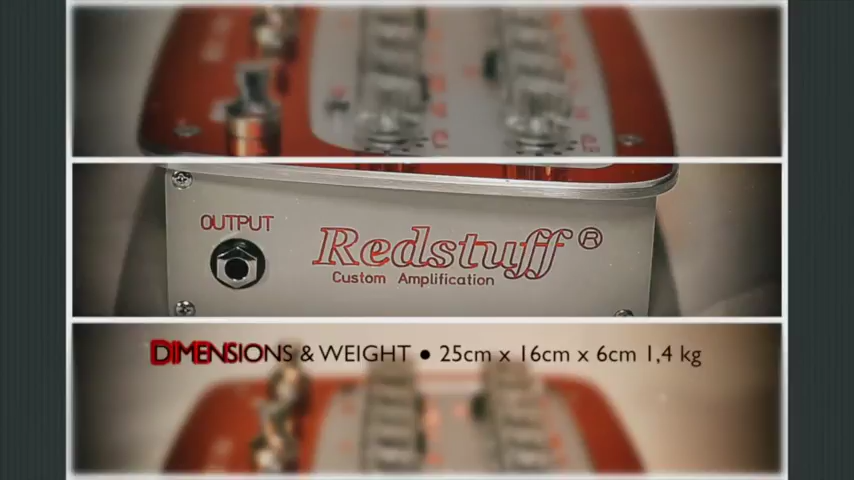 OUTPUT
Redstuff ®
Custom Amplification
DIMENSIONS & WEIGHT • 25cm x 16cm x 6cm 1,4 kg